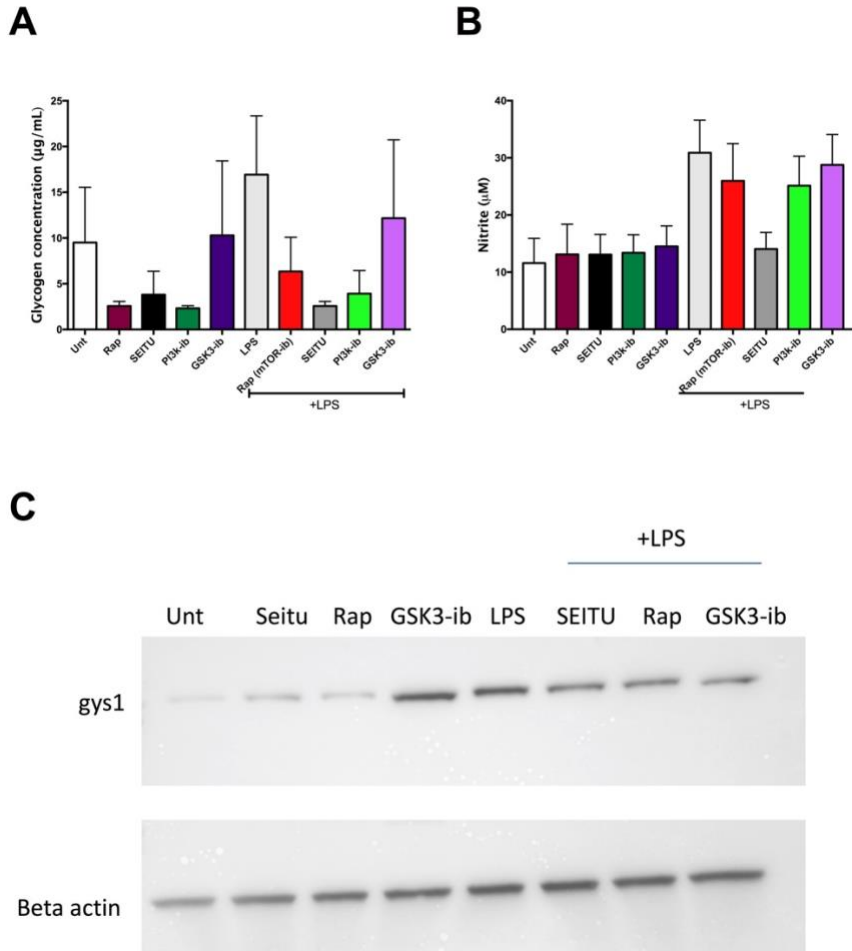 A
Glycogen concentration (µg/mL)
25
20
15
10
5
0
Unt
Rap
SEITU
PI3k-ib
GSK3-ib
LPS
Rap (mTOR-ib)
SEITU
PI3k-ib
GSK3-ib
+LPS
B
Nitrite (µM)
40
30
20
10
0
Unt
Rap
SEITU
PI3k-ib
GSK3-ib
LPS
Rap (mTOR-ib)
SEITU
PI3k-ib
GSK3-ib
+LPS
C
+LPS
Unt Seitu Rap GSK3-ib LPS SEITU Rap GSK3-ib
gys1
Beta actin